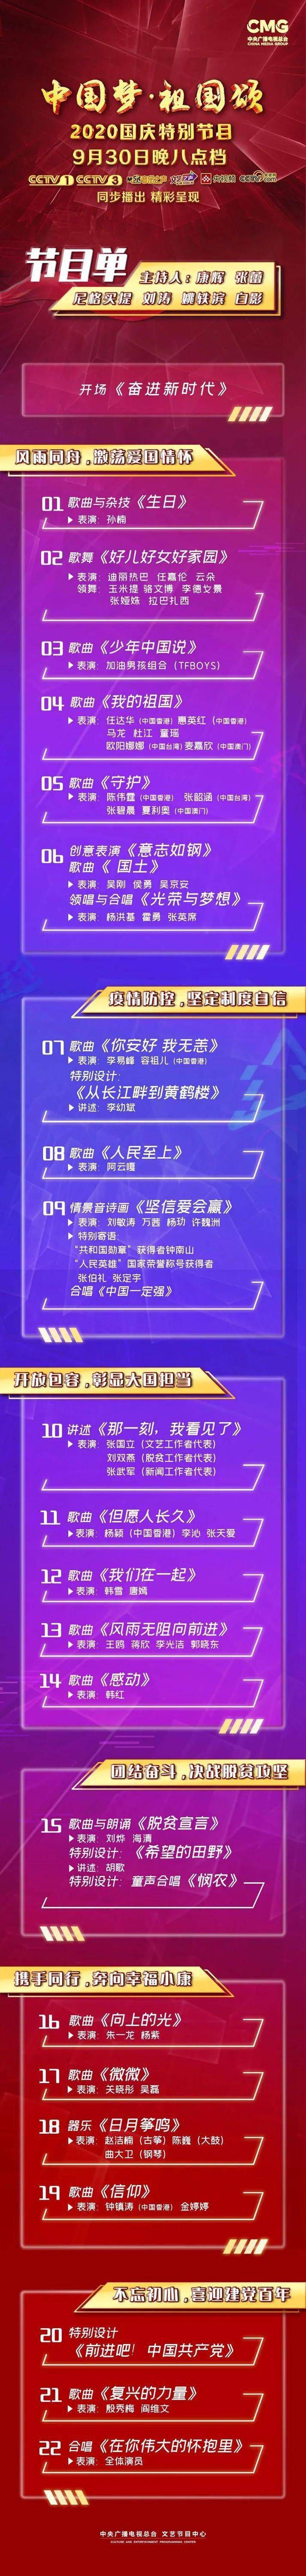 CMG
中央广播电视总台
CHINA MEDIA GROUP
中国梦·祖国颂
2020国庆特别节目
9月30日晚八点档
CCTV1 CCTV3
同步播出 精彩呈现
节目单
主持人：康辉 张蕾
尼格买提 刘涛 姚轶滨 白影
开场《奋进新时代》
风雨同舟，激荡爱国情怀
01 歌曲与杂技《生日》
▶表演：孙楠
02 歌舞《好儿好女好家园》
▶表演：迪丽热巴 任嘉伦 云朵
领舞：玉米提 骆文博 李德戈景
张娅姝 拉巴扎西
03 歌曲《少年中国说》
▶表演：加油男孩组合（TFBOYS）
04 歌曲《我的祖国》
▶表演：任达华（中国香港）惠英红（中国香港）
马龙 杜江 董瑶
欧阳娜娜（中国台湾）麦嘉欣（中国澳门）
05 歌曲《守护》
▶表演：陈伟霆（中国香港） 张韶涵（中国台湾）
张碧晨 夏利奥（中国澳门）
06 创意表演《意志如钢》
歌曲《 国土》
▶表演：吴刚 侯勇 吴京安
领唱与合唱《光荣与梦想》
▶表演：杨洪基 霍勇 张英席
疫情防控，坚定制度自信
07 歌曲《你安好 我无恙》
▶表演：李易峰 容祖儿（中国香港）
特别设计：
《从长江畔到黄鹤楼》
▶讲述：李幼斌
08 歌曲《人民至上》
▶表演：阿云嘎
09 情景音诗画《坚信爱会赢》
▶表演：刘敏涛 万茜 杨玏 许魏洲
▶特别寄语：
“共和国勋章”获得者钟南山
“人民英雄”国家荣誉称号获得者
张伯礼 张定宇
合唱《中国一定强》
开放包容，彰显大国担当
10 讲述《那一刻，我看见了》
▶表演：张国立（文艺工作者代表）
刘双燕（脱贫工作者代表）
张武军（新闻工作者代表）
11 歌曲《但愿人长久》
▶表演：杨颖（中国香港）李沁 张天爱
12 歌曲《我们在一起》
▶表演：韩雪 唐嫣
13 歌曲《风雨无阻向前进》
▶表演：王鸥 蒋欣 李光洁 郭晓东
14 歌曲《感动》
▶表演：韩红
团结奋斗，决战脱贫攻坚
15 歌曲与朗诵《脱贫宣言》
▶表演：刘烨 海清
特别设计：《希望的田野》
▶讲述：胡歌
特别设计：童声合唱《悯农》
携手同行，奔向幸福小康
16 歌曲《向上的光》
▶表演：朱一龙 杨紫
17 歌曲《微微》
▶表演：关晓彤 吴磊
18 器乐《日月筝鸣》
▶表演：赵洁楠（古筝）陈巍（大鼓）
曲大卫（钢琴）
19 歌曲《信仰》
▶表演：钟镇涛（中国香港） 金婷婷
不忘初心，喜迎建党百年
20 特别设计
《前进吧！中国共产党》
21 歌曲《复兴的力量》
▶表演：殷秀梅 阎维文
22 合唱《在你伟大的怀抱里》
▶表演：全体演员
中央广播电视总台 文艺节目中心